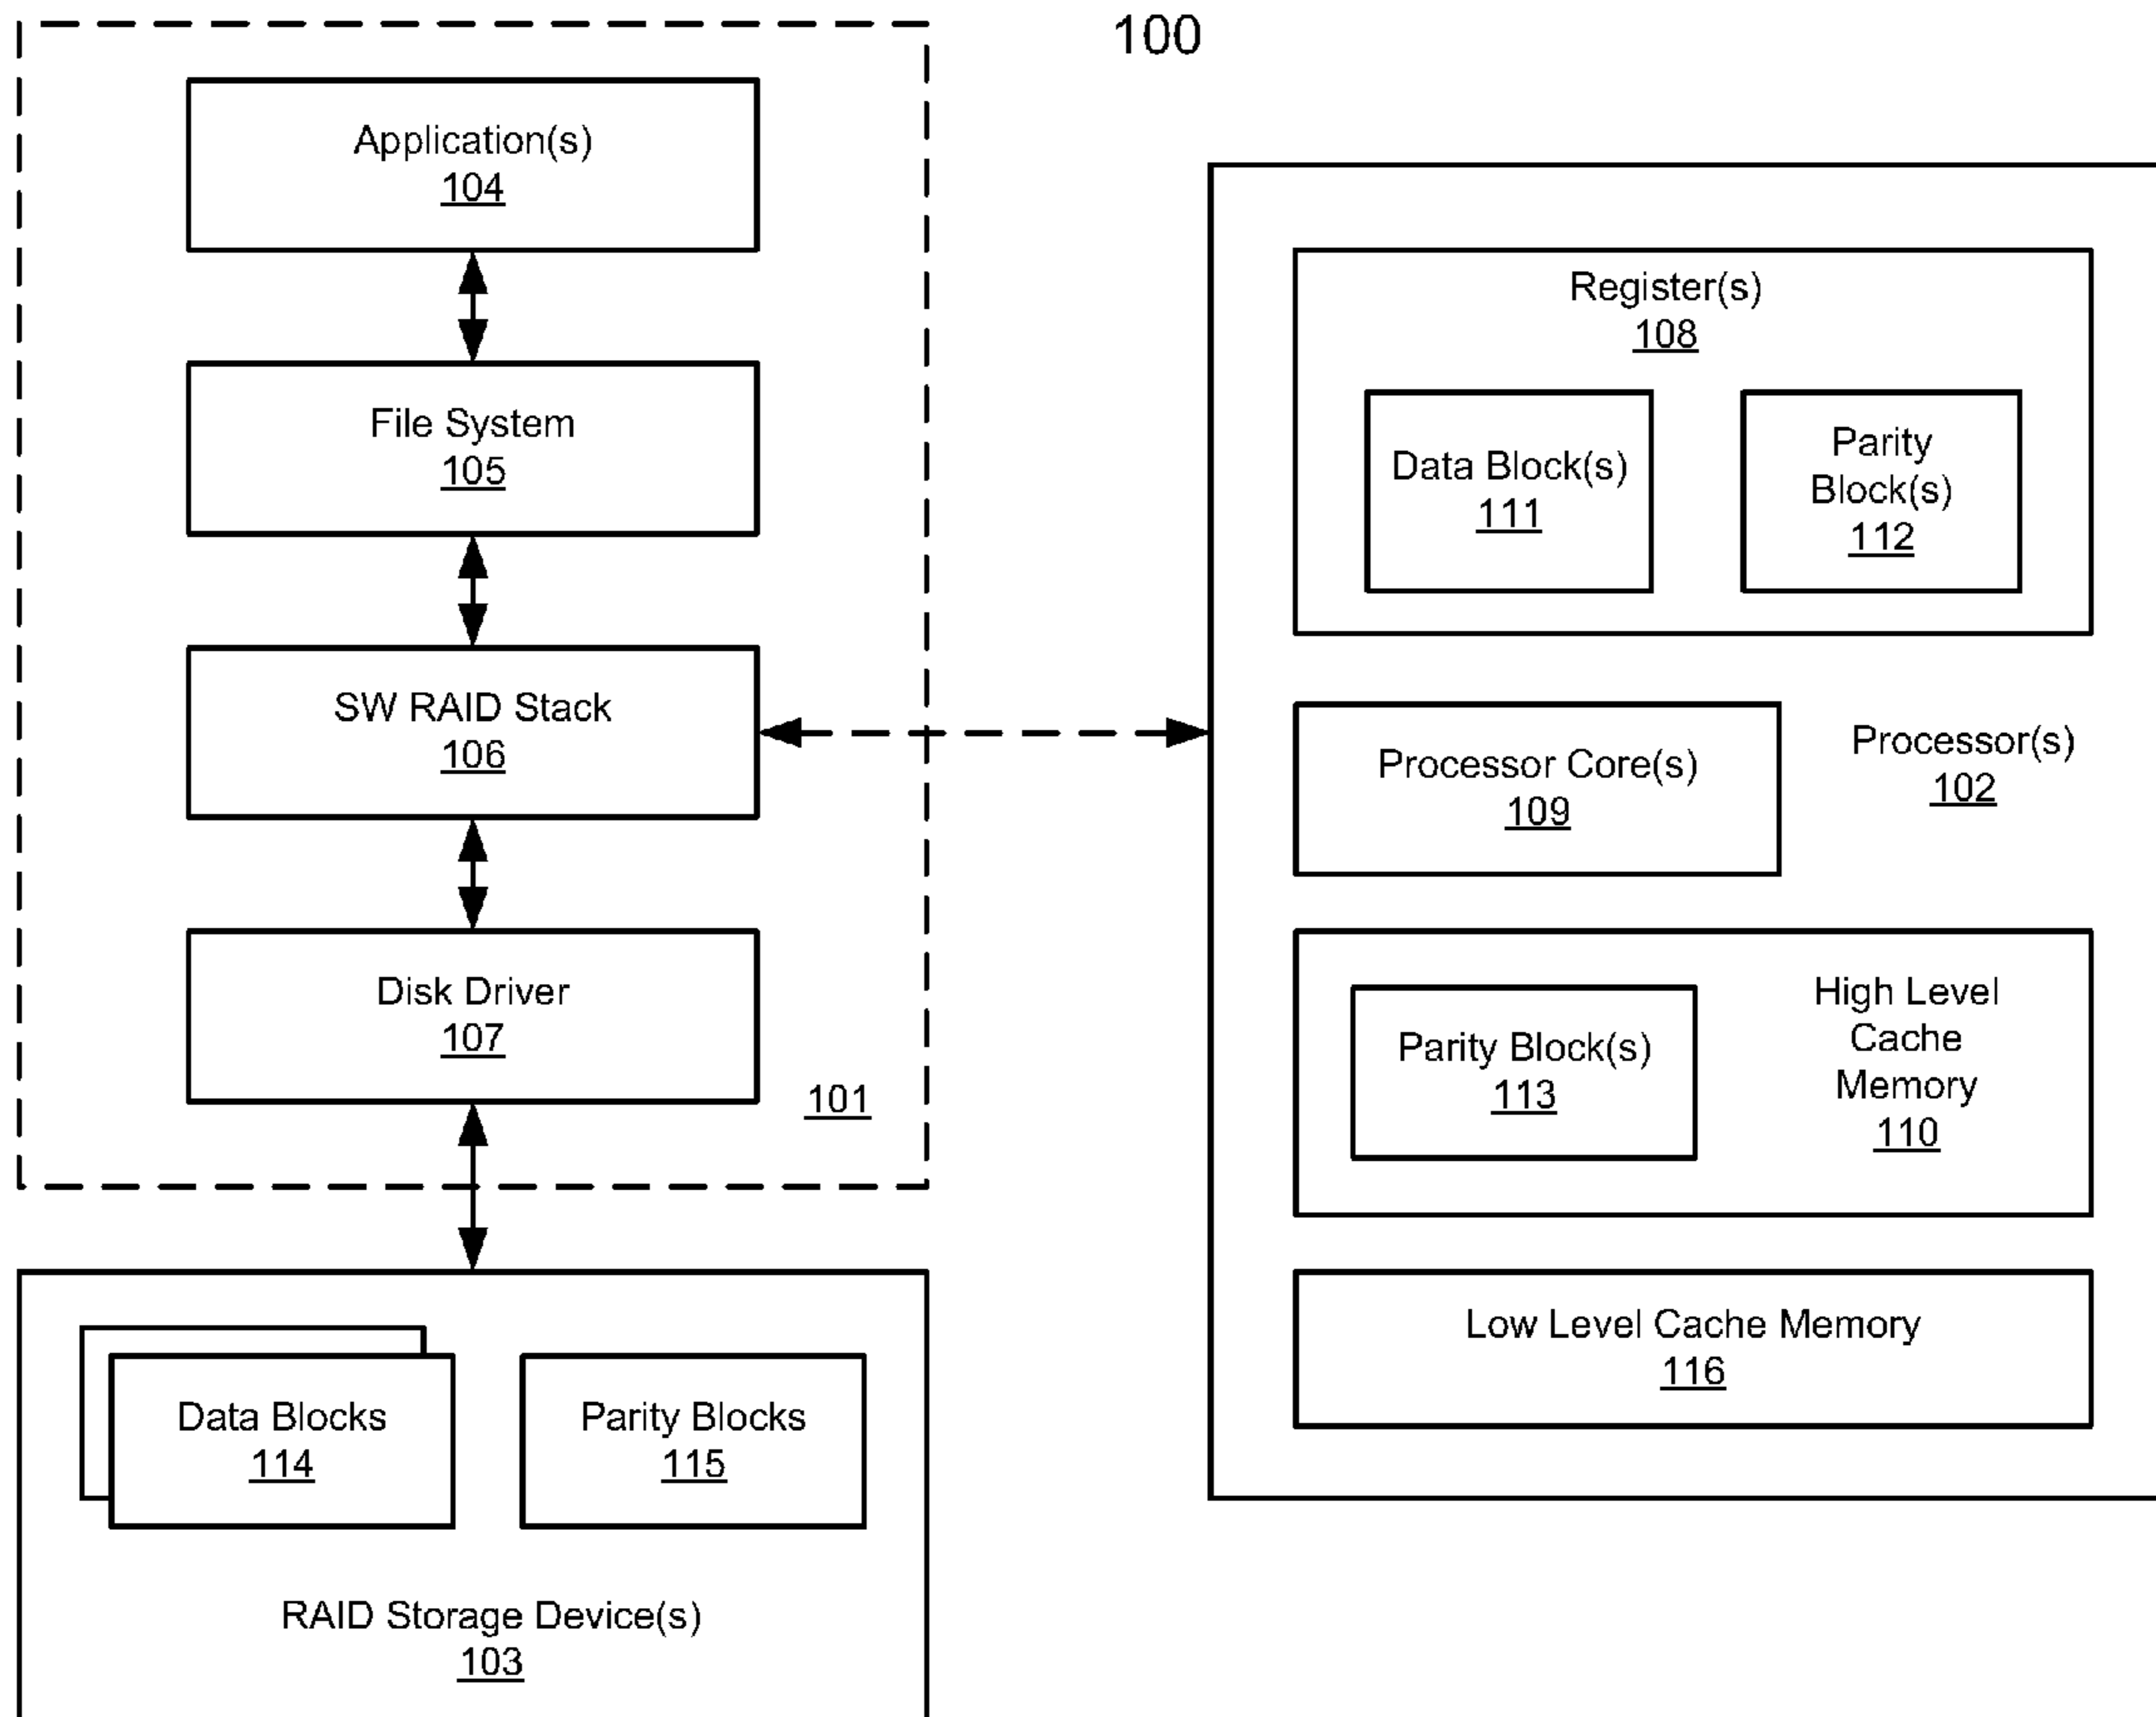 100
Application(s)
104
File System
105
SW RAID Stack
106
Disk Driver
107
101
Data Blocks
114
Parity Blocks
115
RAID Storage Device(s)
103
Register(s)
108
Data Block(s)
111
Parity
Block(s)
112
Processor Core(s)
109
Processor(s)
102
Parity Block(s)
113
High Level
Cache
Memory
110
Low Level Cache Memory
116